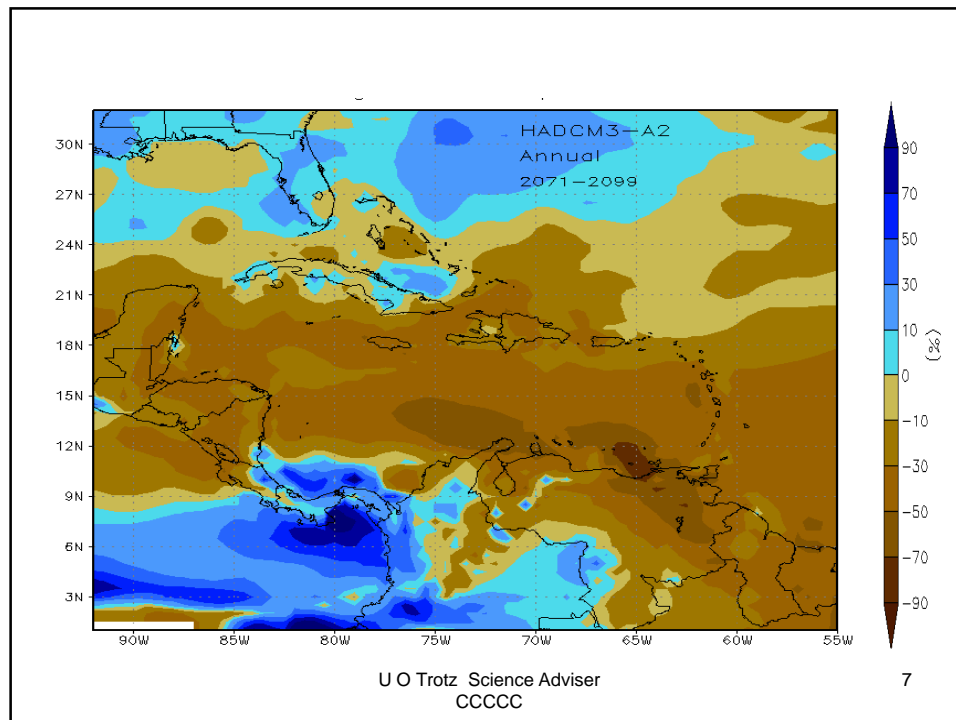 HADCM3-A2
Annual
2071-2099
30N
27N
24N
21N
18N
15N
12N
9N
6N
3N
90W 85W 80W 75W 70W 65W 60W 55W
90
70
50
30
10
0
-10
-30
-50
-70
-90
(%)
U O Trotz Science Adviser
CCCCC
7